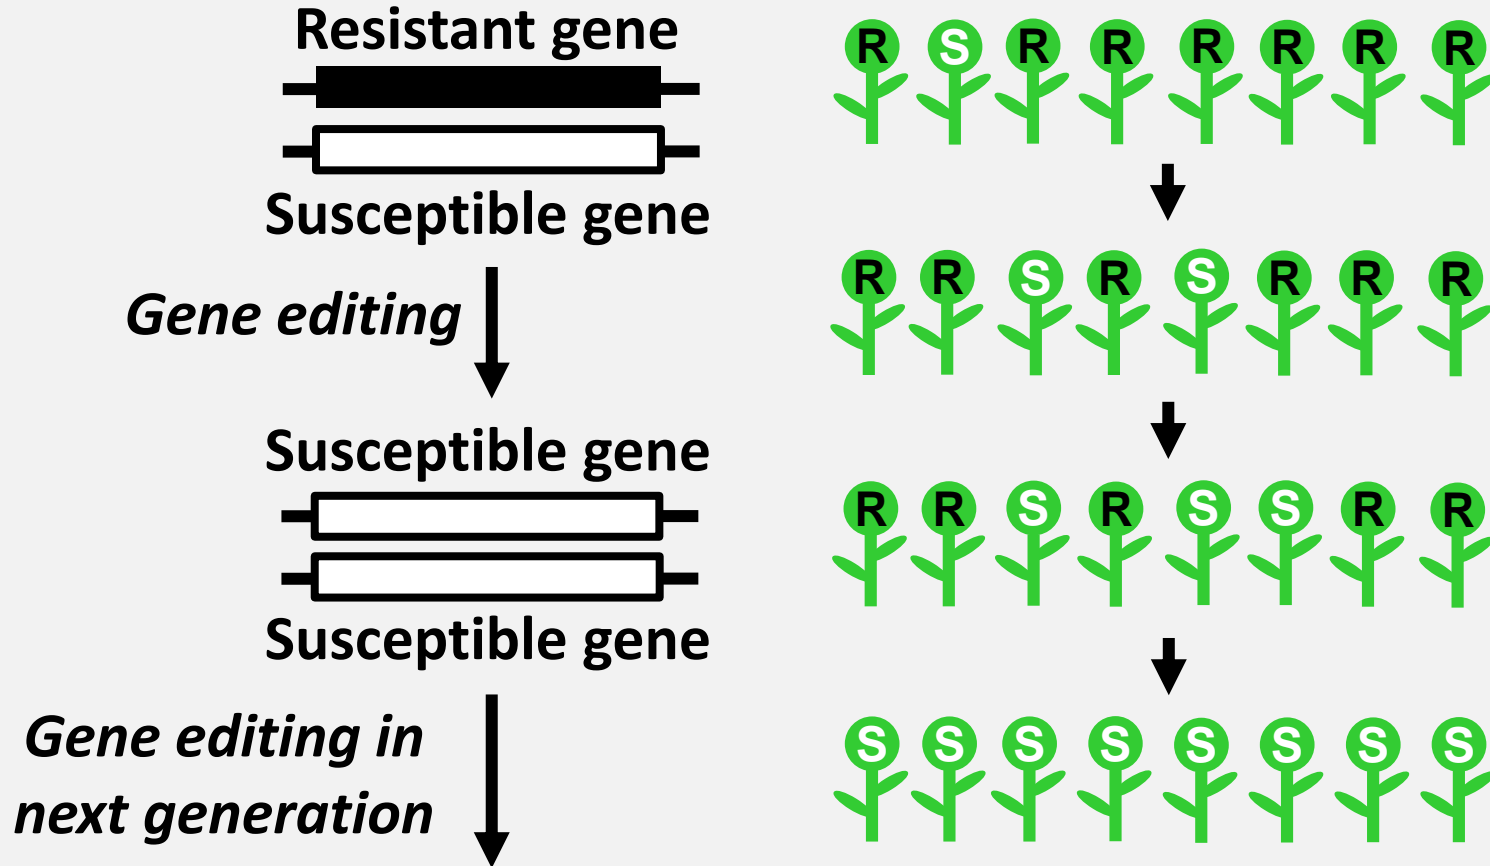 Resistant gene
Susceptible gene
Gene editing
Susceptible gene
Susceptible gene
Gene editing in
next generation
R S R R R R R R
R R S R S R R R
R R S R S S R R
S S S S S S S S